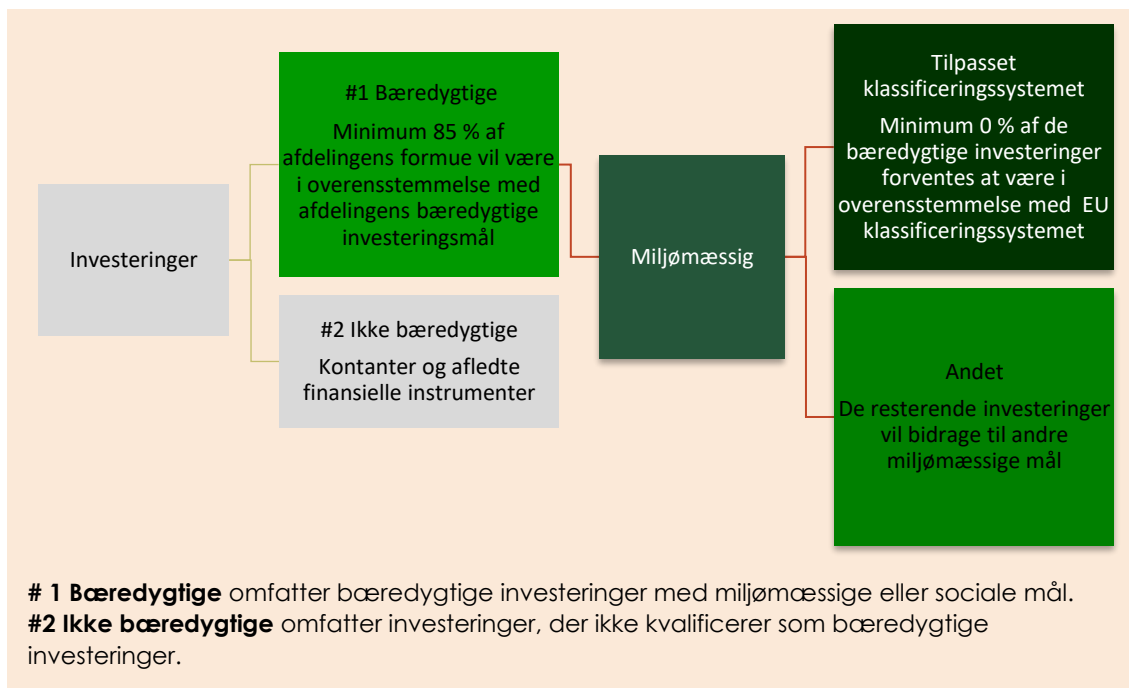 Investeringer
#1 Bæredygtige
Minimum 85 % af
afdelingens formue vil være
i overensstemmelse med
afdelingens bæredygtige
investeringsmål
#2 Ikke bæredygtige
Kontanter og afledte
finansielle instrumenter
Miljømæssig
Tilpasset
klassificeringssystemet
Minimum 0 % af de
bæredygtige investeringer
forventes at være i
overensstemmelse med EU
klassificeringssystemet
Andet
De resterende investeringer
vil bidrage til andre
miljømæssige mål
# 1 Bæredygtige omfatter bæredygtige investeringer med miljømæssige eller sociale mål.
#2 Ikke bæredygtige omfatter investeringer, der ikke kvalificerer som bæredygtige
investeringer.